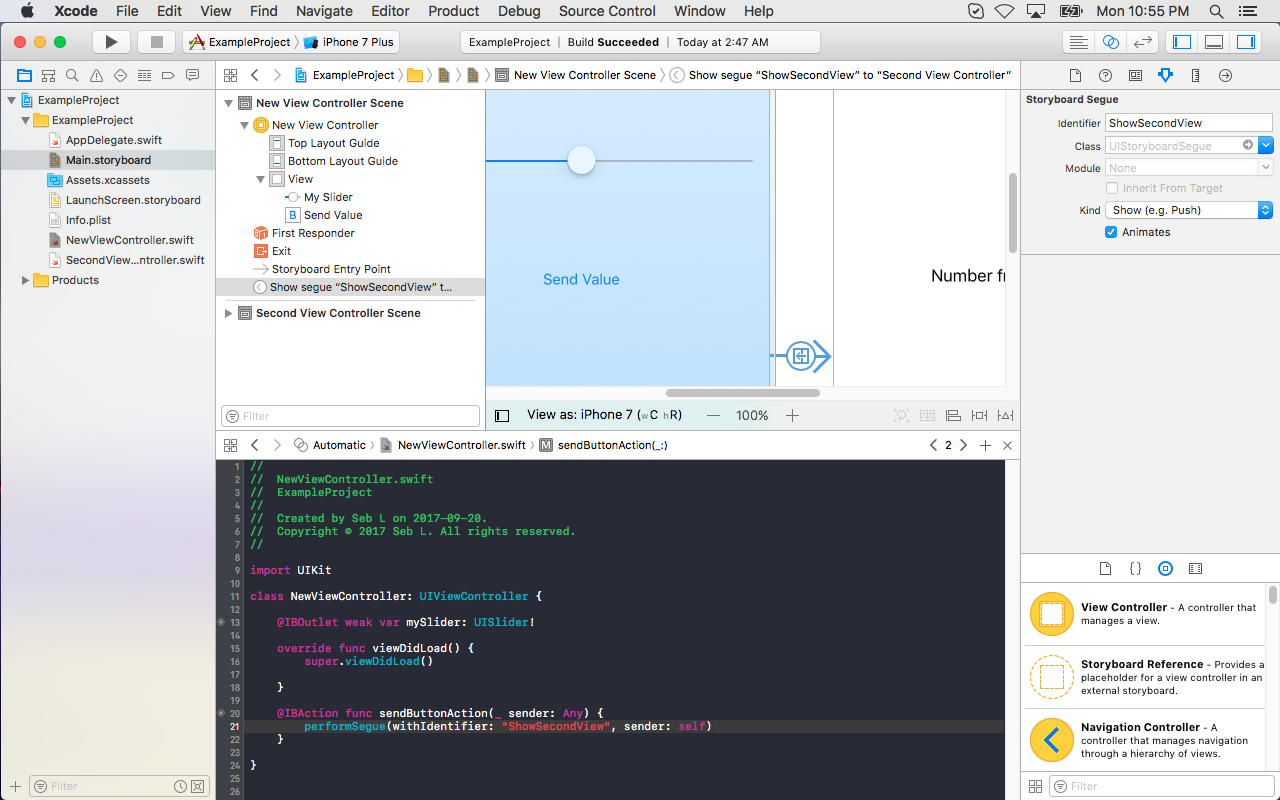 Xcode File Edit View Find Navigate Editor Product Debug Source Control Window Help Mon 10:55 PM
ExampleProject iPhone 7 Plus ExampleProject | Build Succeeded | Today at 2:47 AM
ExampleProject New View Controller Scene Show segue “ShowSecondView” to “Second View Controller”
ExampleProject
ExampleProject
AppDelegate.swift
Main.storyboard
Assets.xcassets
LaunchScreen.storyboard
Info.plist
NewViewController.swift
SecondView...ntroller.swift
Products
Filter
New View Controller Scene
New View Controller
Top Layout Guide
Bottom Layout Guide
View
My Slider
B Send Value
First Responder
Exit
Storyboard Entry Point
Show segue “ShowSecondView” t...
Second View Controller Scene
Filter
Send Value
Number fr
View as: iPhone 7 (wC hR) — 100% +
Automatic NewViewController.swift M sendButtonAction(_:) 2
1 //
2 //  NewViewController.swift
3 //  ExampleProject
4 //
5 //  Created by Seb L on 2017-09-20.
6 //  Copyright © 2017 Seb L. All rights reserved.
7 //
8
9 import UIKit
10
11 class NewViewController: UIViewController {
12
13     @IBOutlet weak var mySlider: UISlider!
14
15     override func viewDidLoad() {
16         super.viewDidLoad()
17
18     }
19
20     @IBAction func sendButtonAction(_ sender: Any) {
21         performSegue(withIdentifier: "ShowSecondView", sender: self)
22     }
23
24 }
25
26
Storyboard Segue
Identifier ShowSecondView
Class UIStoryboardSegue
Module None
Inherit From Target
Kind Show (e.g. Push)
Animates
{}
View Controller - A controller that
manages a view.
Storyboard Reference - Provides a
placeholder for a view controller in an
external storyboard.
Navigation Controller - A
controller that manages navigation
through a hierarchy of views.
Filter